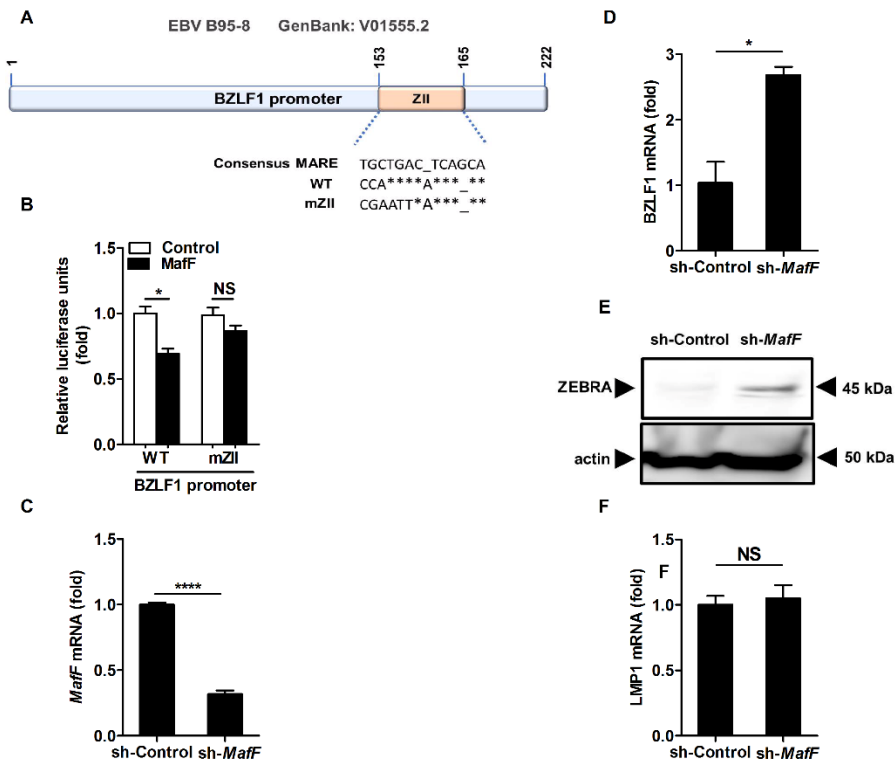 A
EBV B95-8 GenBank: V01555.2
1
153
165
222
BZLF1 promoter
ZII
Consensus MARE TGCTGAC_TCAGCA
WT CCA****A***_**
mZII CGAATT*A***_**
B
Relative luciferase units
(fold)
1.5
1.0
0.5
0.0
Control
MafF
*
NS
WT
mZII
BZLF1 promoter
C
MafF mRNA (fold)
1.5
1.0
0.5
0.0
****
sh-Control
sh-MafF
D
BZLF1 mRNA (fold)
3
2
1
0
*
sh-Control
sh-MafF
E
sh-Control sh-MafF
ZEBRA 45 kDa
actin 50 kDa
F
LMP1 mRNA (fold)
1.5
1.0
0.5
0.0
NS
F
sh-Control
sh-MafF